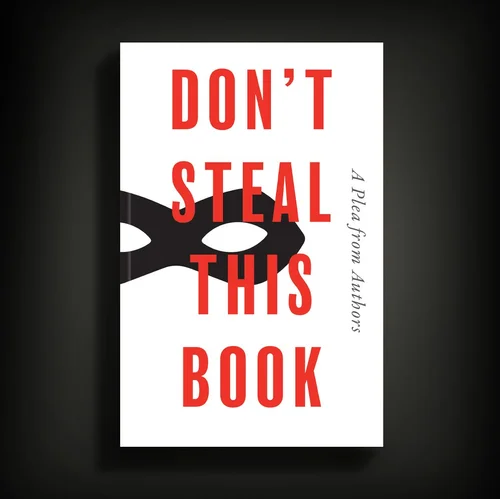 DON'T
STEAL
THIS
BOOK
A Plea from Authors